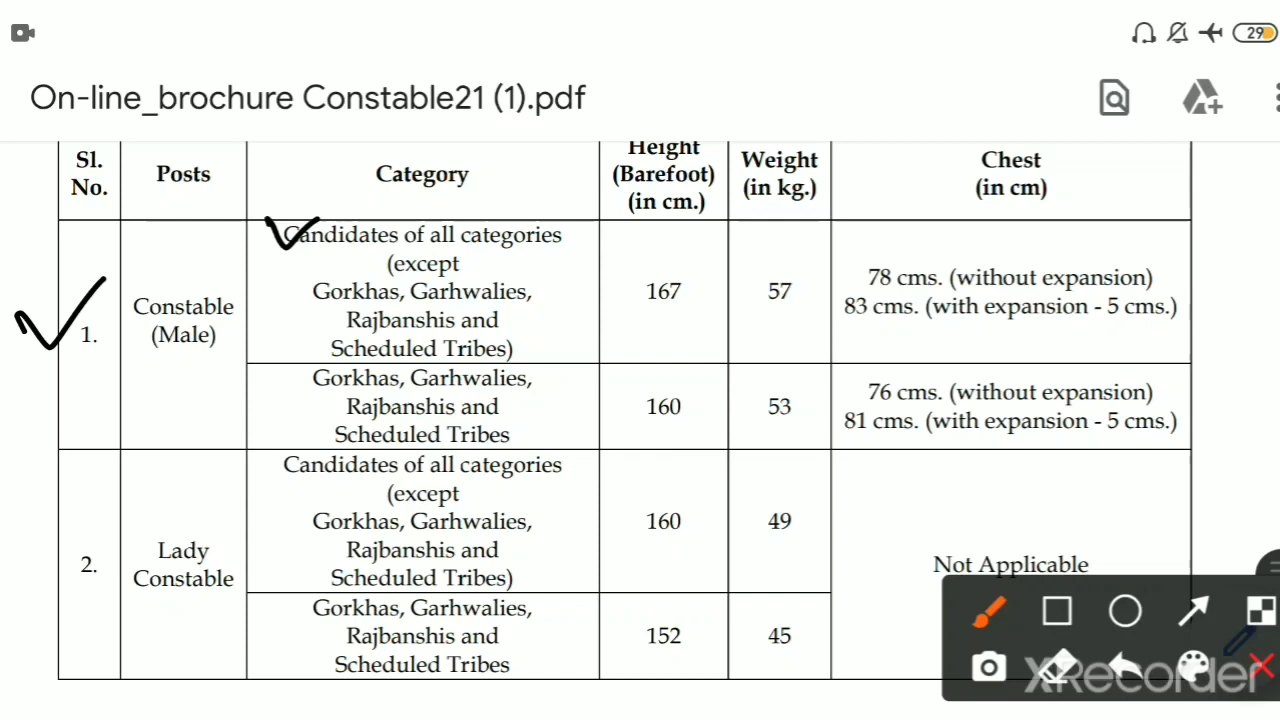 29
On-line_brochure Constable21 (1).pdf
Sl.
No.
Posts
Category
Height
(Barefoot)
(in cm.)
Weight
(in kg.)
Chest
(in cm)
1.
Constable
(Male)
Candidates of all categories
(except
Gorkhas, Garhwalies,
Rajbanshis and
Scheduled Tribes)
167
57
78 cms. (without expansion)
83 cms. (with expansion - 5 cms.)
Gorkhas, Garhwalies,
Rajbanshis and
Scheduled Tribes
160
53
76 cms. (without expansion)
81 cms. (with expansion - 5 cms.)
2.
Lady
Constable
Candidates of all categories
(except
Gorkhas, Garhwalies,
Rajbanshis and
Scheduled Tribes)
160
49
Not Applicable
Gorkhas, Garhwalies,
Rajbanshis and
Scheduled Tribes
152
45
XRecorder